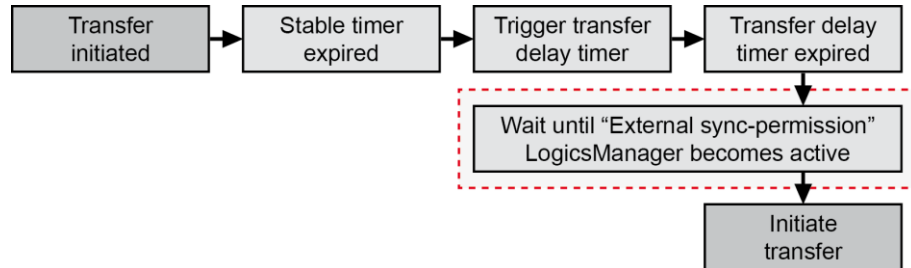 Transfer
initiated
Stable timer
expired
Trigger transfer
delay timer
Transfer delay
timer expired
Wait until “External sync-permission”
LogicsManager becomes active
Initiate
transfer